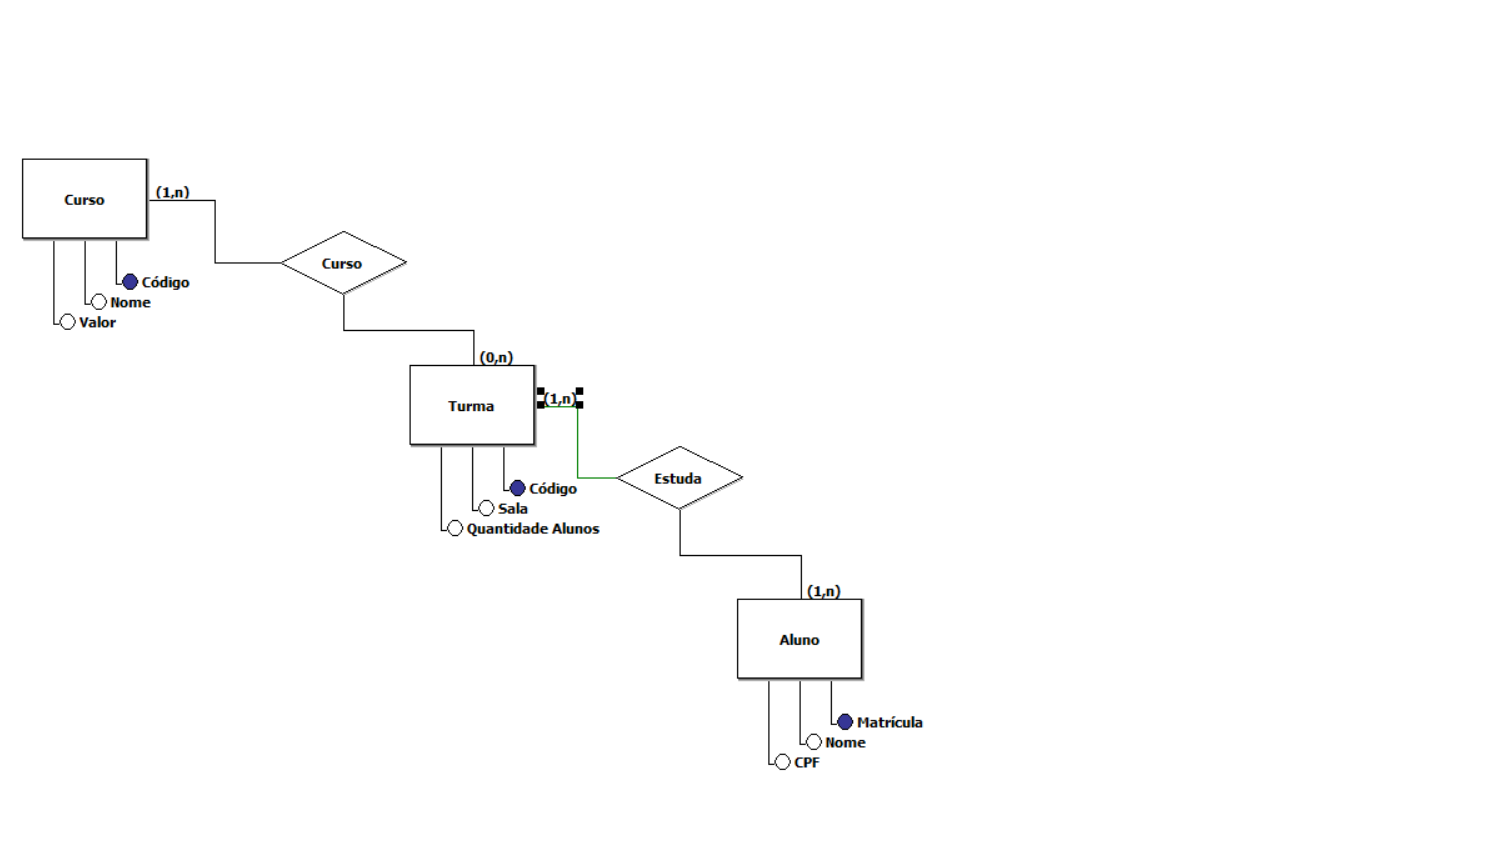 Curso
(1,n)
Código
Nome
Valor
Curso
(0,n)
Turma
(1,n)
Código
Sala
Quantidade Alunos
Estuda
(1,n)
Aluno
Matrícula
Nome
CPF